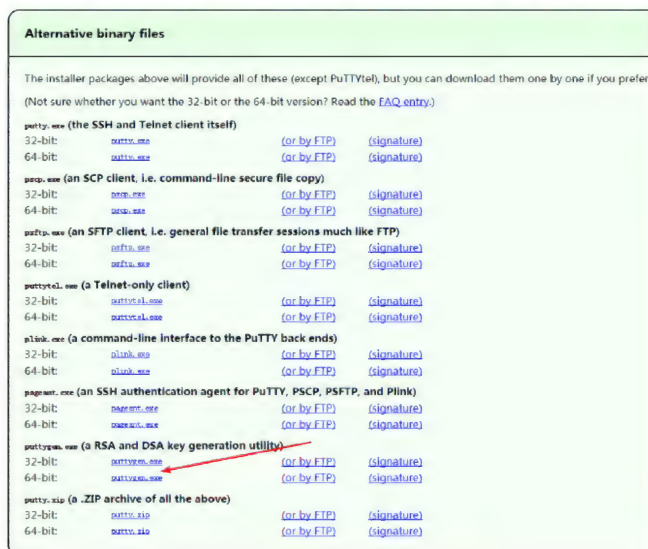 Alternative binary files
The installer packages above will provide all of these (except PuTTYtel), but you can download them one by one if you prefer
(Not sure whether you want the 32-bit or the 64-bit version? Read the FAQ entry.)
putty.exe (the SSH and Telnet client itself)
32-bit: putty.exe (or by FTP) (signature)
64-bit: putty.exe (or by FTP) (signature)
pscp.exe (an SCP client, i.e. command-line secure file copy)
32-bit: pscp.exe (or by FTP) (signature)
64-bit: pscp.exe (or by FTP) (signature)
psftp.exe (an SFTP client, i.e. general file transfer sessions much like FTP)
32-bit: psftp.exe (or by FTP) (signature)
64-bit: psftp.exe (or by FTP) (signature)
puttytel.exe (a Telnet-only client)
32-bit: puttytel.exe (or by FTP) (signature)
64-bit: puttytel.exe (or by FTP) (signature)
plink.exe (a command-line interface to the PuTTY back ends)
32-bit: plink.exe (or by FTP) (signature)
64-bit: plink.exe (or by FTP) (signature)
pageant.exe (an SSH authentication agent for PuTTY, PSCP, PSFTP, and Plink)
32-bit: pageant.exe (or by FTP) (signature)
64-bit: pageant.exe (or by FTP) (signature)
puttygen.exe (a RSA and DSA key generation utility)
32-bit: puttygen.exe (or by FTP) (signature)
64-bit: puttygen.exe (or by FTP) (signature)
putty.zip (a .ZIP archive of all the above)
32-bit: putty.zip (or by FTP) (signature)
64-bit: putty.zip (or by FTP) (signature)